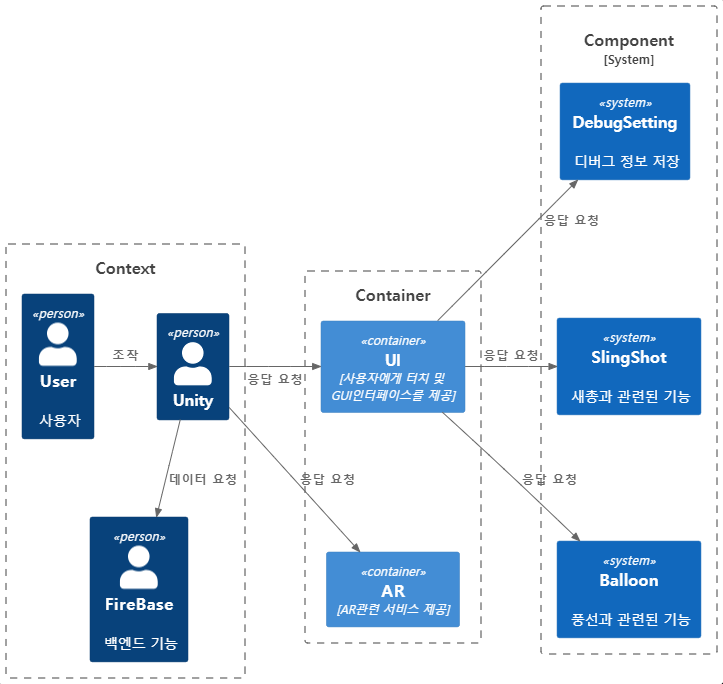 Component
[System]
«system»
DebugSetting
디버그 정보 저장
응답 요청
Context
Container
«person»
User
사용자
조작
«person»
Unity
응답 요청
«container»
UI
[사용자에게 터치 및
GUI인터페이스를 제공]
응답 요청
«system»
SlingShot
새총과 관련된 기능
데이터 요청
응답 요청
응답 요청
«person»
FireBase
백엔드 기능
«container»
AR
[AR관련 서비스 제공]
«system»
Balloon
풍선과 관련된 기능